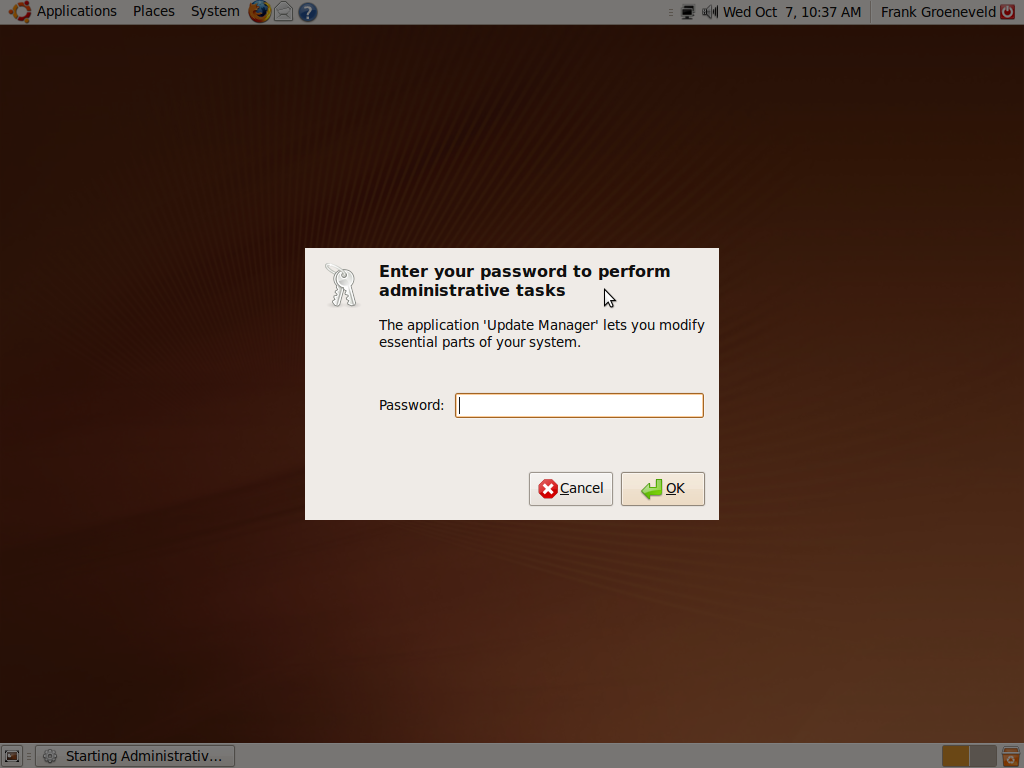 Applications Places System Wed Oct 7, 10:37 AM Frank Groeneveld
Enter your password to perform
administrative tasks
The application 'Update Manager' lets you modify
essential parts of your system.
Password:
Cancel OK
Starting Administrativ...